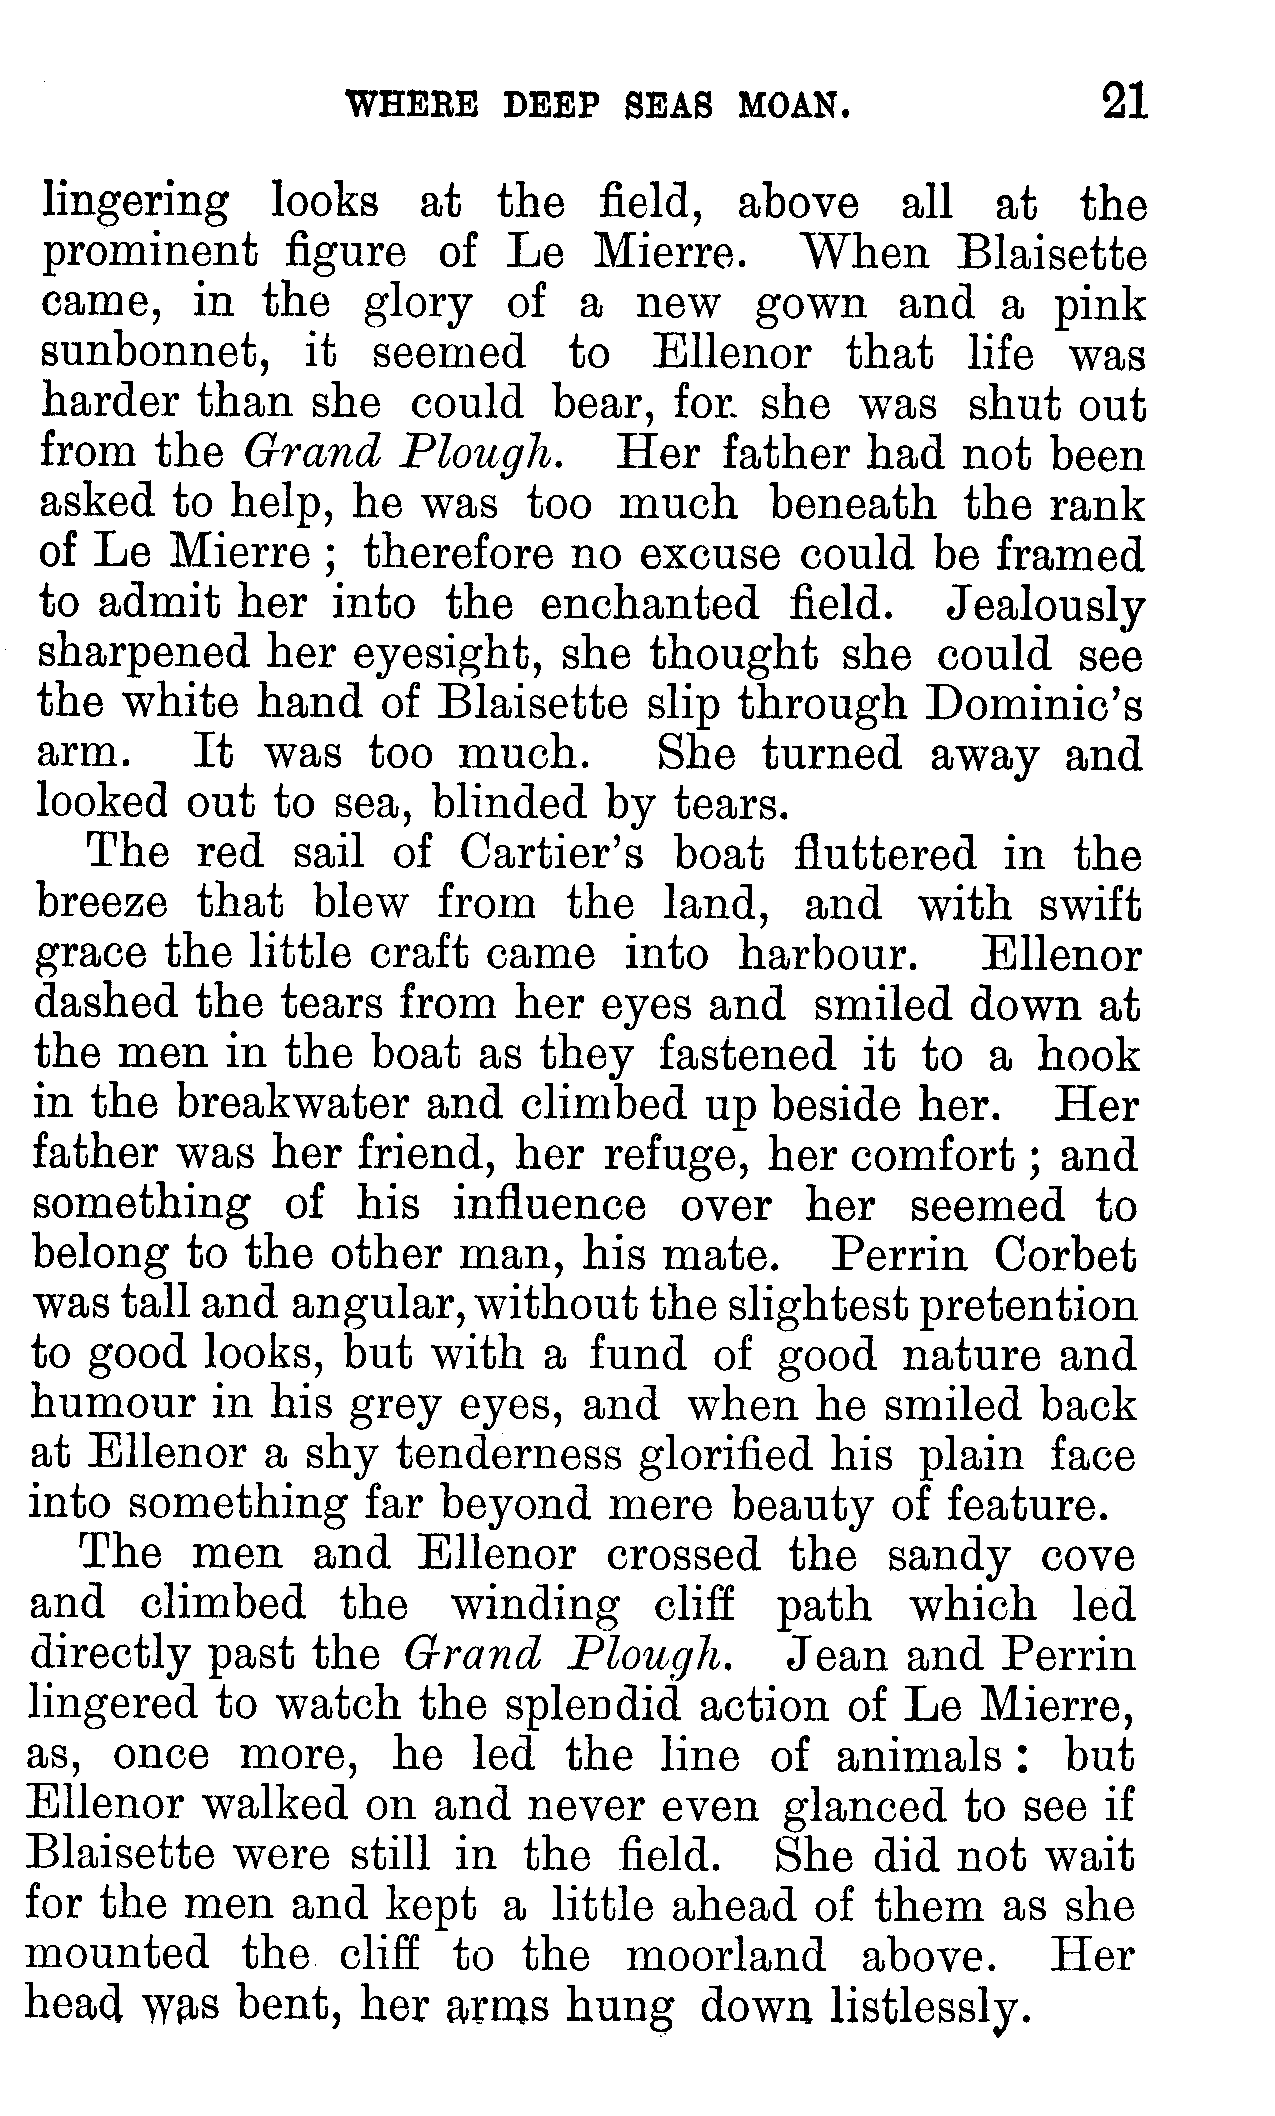 WHERE DEEP SEAS MOAN. 21
lingering looks at the field, above all at the
prominent figure of Le Mierre. When Blaisette
came, in the glory of a new gown and a pink
sunbonnet, it seemed to Ellenor that life was
harder than she could bear, for she was shut out
from the Grand Plough. Her father had not been
asked to help, he was too much beneath the rank
of Le Mierre ; therefore no excuse could be framed
to admit her into the enchanted field. Jealously
sharpened her eyesight, she thought she could see
the white hand of Blaisette slip through Dominic's
arm. It was too much. She turned away and
looked out to sea, blinded by tears.
The red sail of Cartier's boat fluttered in the
breeze that blew from the land, and with swift
grace the little craft came into harbour. Ellenor
dashed the tears from her eyes and smiled down at
the men in the boat as they fastened it to a hook
in the breakwater and climbed up beside her. Her
father was her friend, her refuge, her comfort ; and
something of his influence over her seemed to
belong to the other man, his mate. Perrin Corbet
was tall and angular, without the slightest pretention
to good looks, but with a fund of good nature and
humour in his grey eyes, and when he smiled back
at Ellenor a shy tenderness glorified his plain face
into something far beyond mere beauty of feature.
The men and Ellenor crossed the sandy cove
and climbed the winding cliff path which led
directly past the Grand Plough. Jean and Perrin
lingered to watch the splendid action of Le Mierre,
as, once more, he led the line of animals : but
Ellenor walked on and never even glanced to see if
Blaisette were still in the field. She did not wait
for the men and kept a little ahead of them as she
mounted the cliff to the moorland above. Her
head was bent, her arms hung down listlessly.